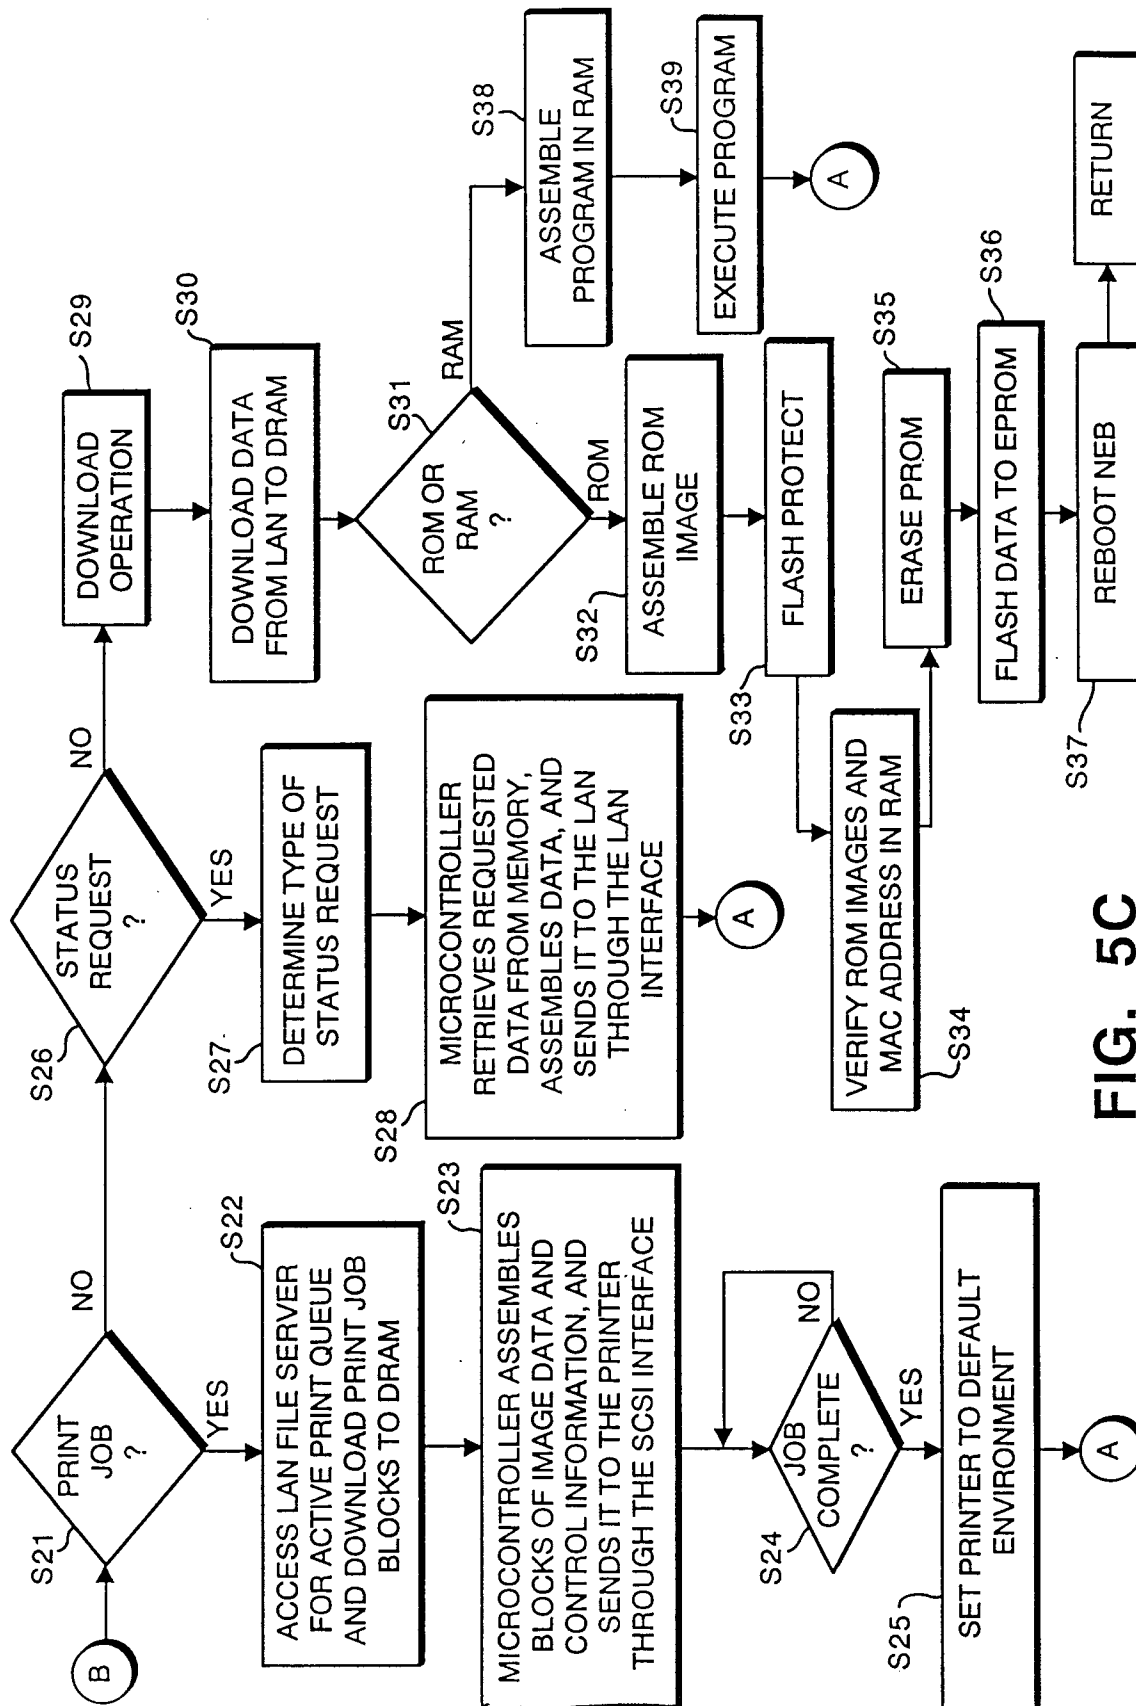 B
S21
PRINT
JOB
?
NO
YES
S22
ACCESS LAN FILE SERVER
FOR ACTIVE PRINT QUEUE
AND DOWNLOAD PRINT JOB
BLOCKS TO DRAM
S23
MICROCONTROLLER ASSEMBLES
BLOCKS OF IMAGE DATA AND
CONTROL INFORMATION, AND
SENDS IT TO THE PRINTER
THROUGH THE SCSI INTERFACE
S24
JOB
COMPLETE
?
NO
YES
S25
SET PRINTER TO DEFAULT
ENVIRONMENT
A
S26
STATUS
REQUEST
?
NO
YES
S27
DETERMINE TYPE OF
STATUS REQUEST
S28
MICROCONTROLLER
RETRIEVES REQUESTED
DATA FROM MEMORY,
ASSEMBLES DATA, AND
SENDS IT TO THE LAN
THROUGH THE LAN
INTERFACE
A
S29
DOWNLOAD
OPERATION
S30
DOWNLOAD DATA
FROM LAN TO DRAM
S31
ROM OR
RAM
?
RAM
ROM
S32
ASSEMBLE ROM
IMAGE
S33
FLASH PROTECT
S34
VERIFY ROM IMAGES AND
MAC ADDRESS IN RAM
S35
ERASE PROM
S36
FLASH DATA TO EPROM
S37
REBOOT NEB
RETURN
S38
ASSEMBLE
PROGRAM IN RAM
S39
EXECUTE PROGRAM
A
FIG. 5C